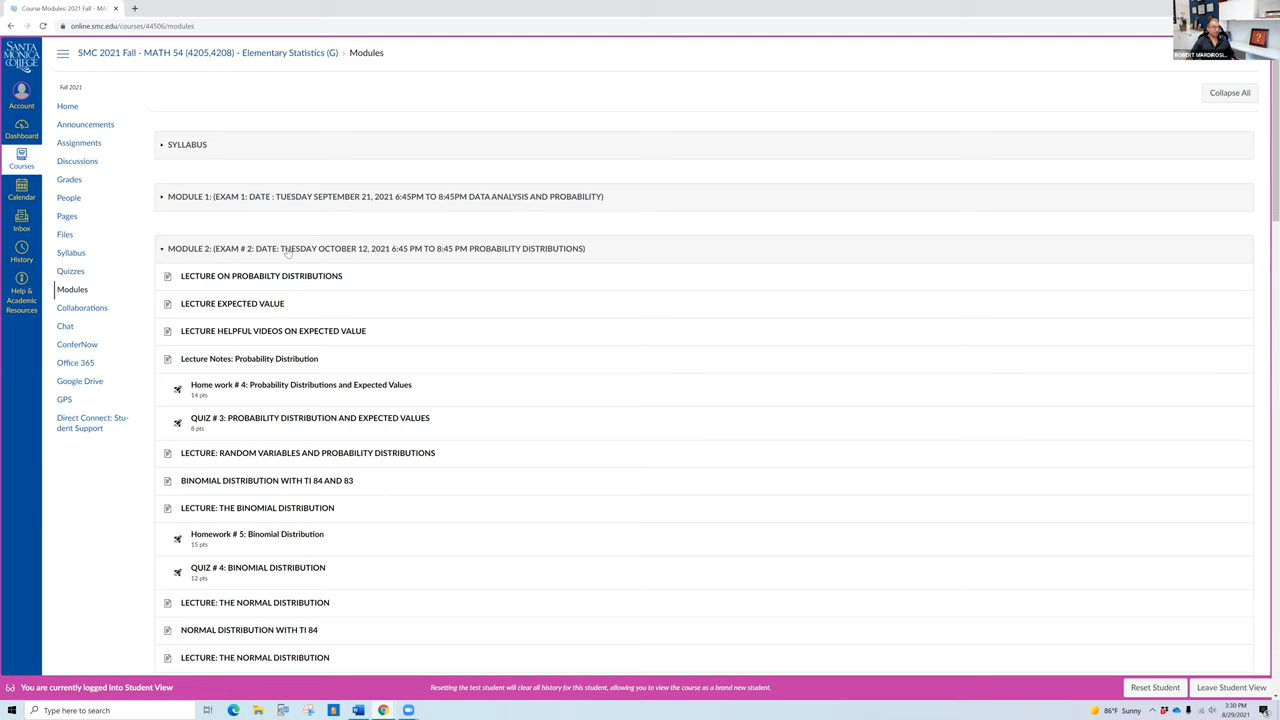 Course Modules: 2021 Fall - MAT
online.smc.edu/courses/44506/modules
ROBERT MARDIROSI...
SANTA MONICA COLLEGE
SMC 2021 Fall - MATH 54 (4205,4208) - Elementary Statistics (G) › Modules
Account
Dashboard
Courses
Calendar
Inbox
History
Help &
Academic
Resources
Fall 2021
Home
Announcements
Assignments
Discussions
Grades
People
Pages
Files
Syllabus
Quizzes
Modules
Collaborations
Chat
ConferNow
Office 365
Google Drive
GPS
Direct Connect: Stu-
dent Support
Collapse All
SYLLABUS
MODULE 1: (EXAM 1: DATE : TUESDAY SEPTEMBER 21, 2021 6:45PM TO 8:45PM DATA ANALYSIS AND PROBABILITY)
MODULE 2: (EXAM # 2: DATE: TUESDAY OCTOBER 12, 2021 6:45 PM TO 8:45 PM PROBABILITY DISTRIBUTIONS)
LECTURE ON PROBABILTY DISTRIBUTIONS
LECTURE EXPECTED VALUE
LECTURE HELPFUL VIDEOS ON EXPECTED VALUE
Lecture Notes: Probability Distribution
Home work # 4: Probability Distributions and Expected Values
14 pts
QUIZ # 3: PROBABILITY DISTRIBUTION AND EXPECTED VALUES
8 pts
LECTURE: RANDOM VARIABLES AND PROBABILITY DISTRIBUTIONS
BINOMIAL DISTRIBUTION WITH TI 84 AND 83
LECTURE: THE BINOMIAL DISTRIBUTION
Homework # 5: Binomial Distribution
15 pts
QUIZ # 4: BINOMIAL DISTRIBUTION
12 pts
LECTURE: THE NORMAL DISTRIBUTION
NORMAL DISTRIBUTION WITH TI 84
LECTURE: THE NORMAL DISTRIBUTION
You are currently logged into Student View
Resetting the test student will clear all history for this student, allowing you to view the course as a brand new student.
Reset Student
Leave Student View
Type here to search
86°F Sunny
3:30 PM
8/29/2021